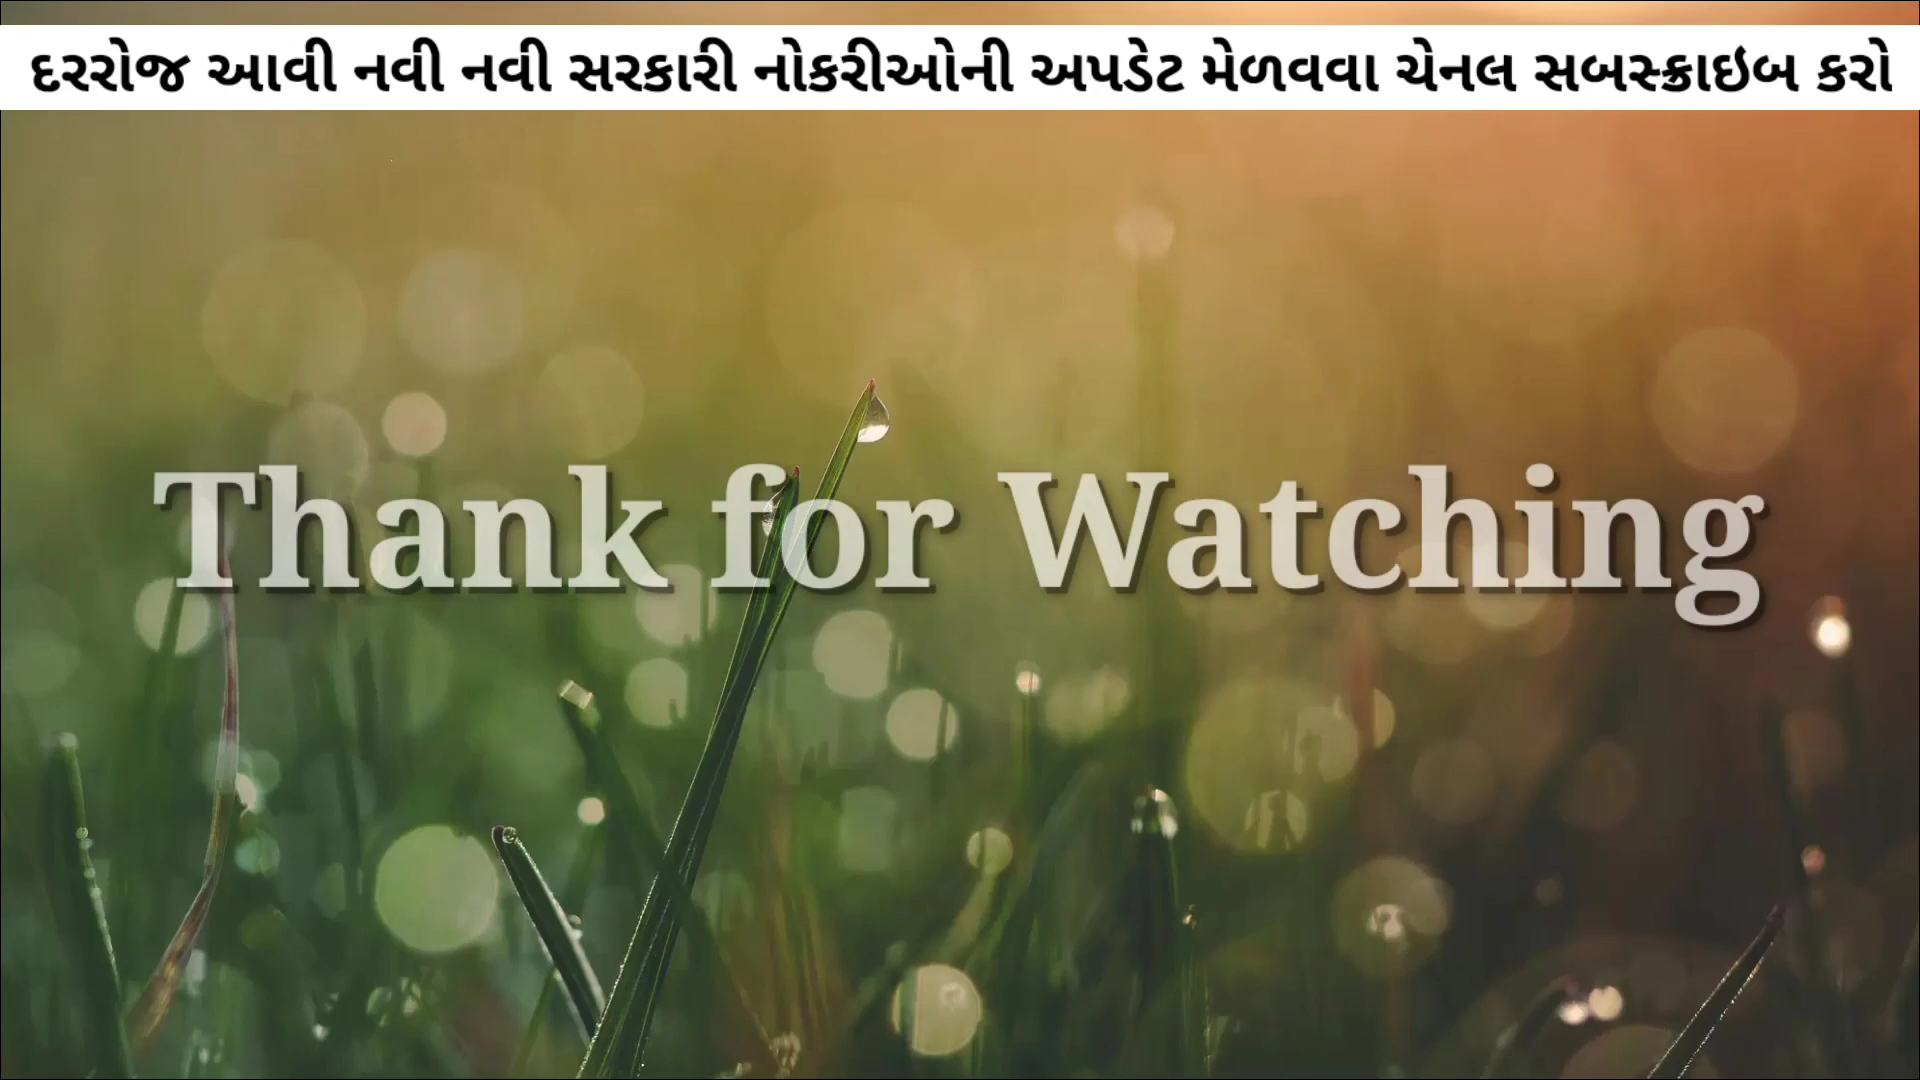 દરરોજ આવી નવી નવી સરકારી નોકરીઓની અપડેટ મેળવવા ચેનલ સબસ્ક્રાઇબ કરો
Thank for Watching